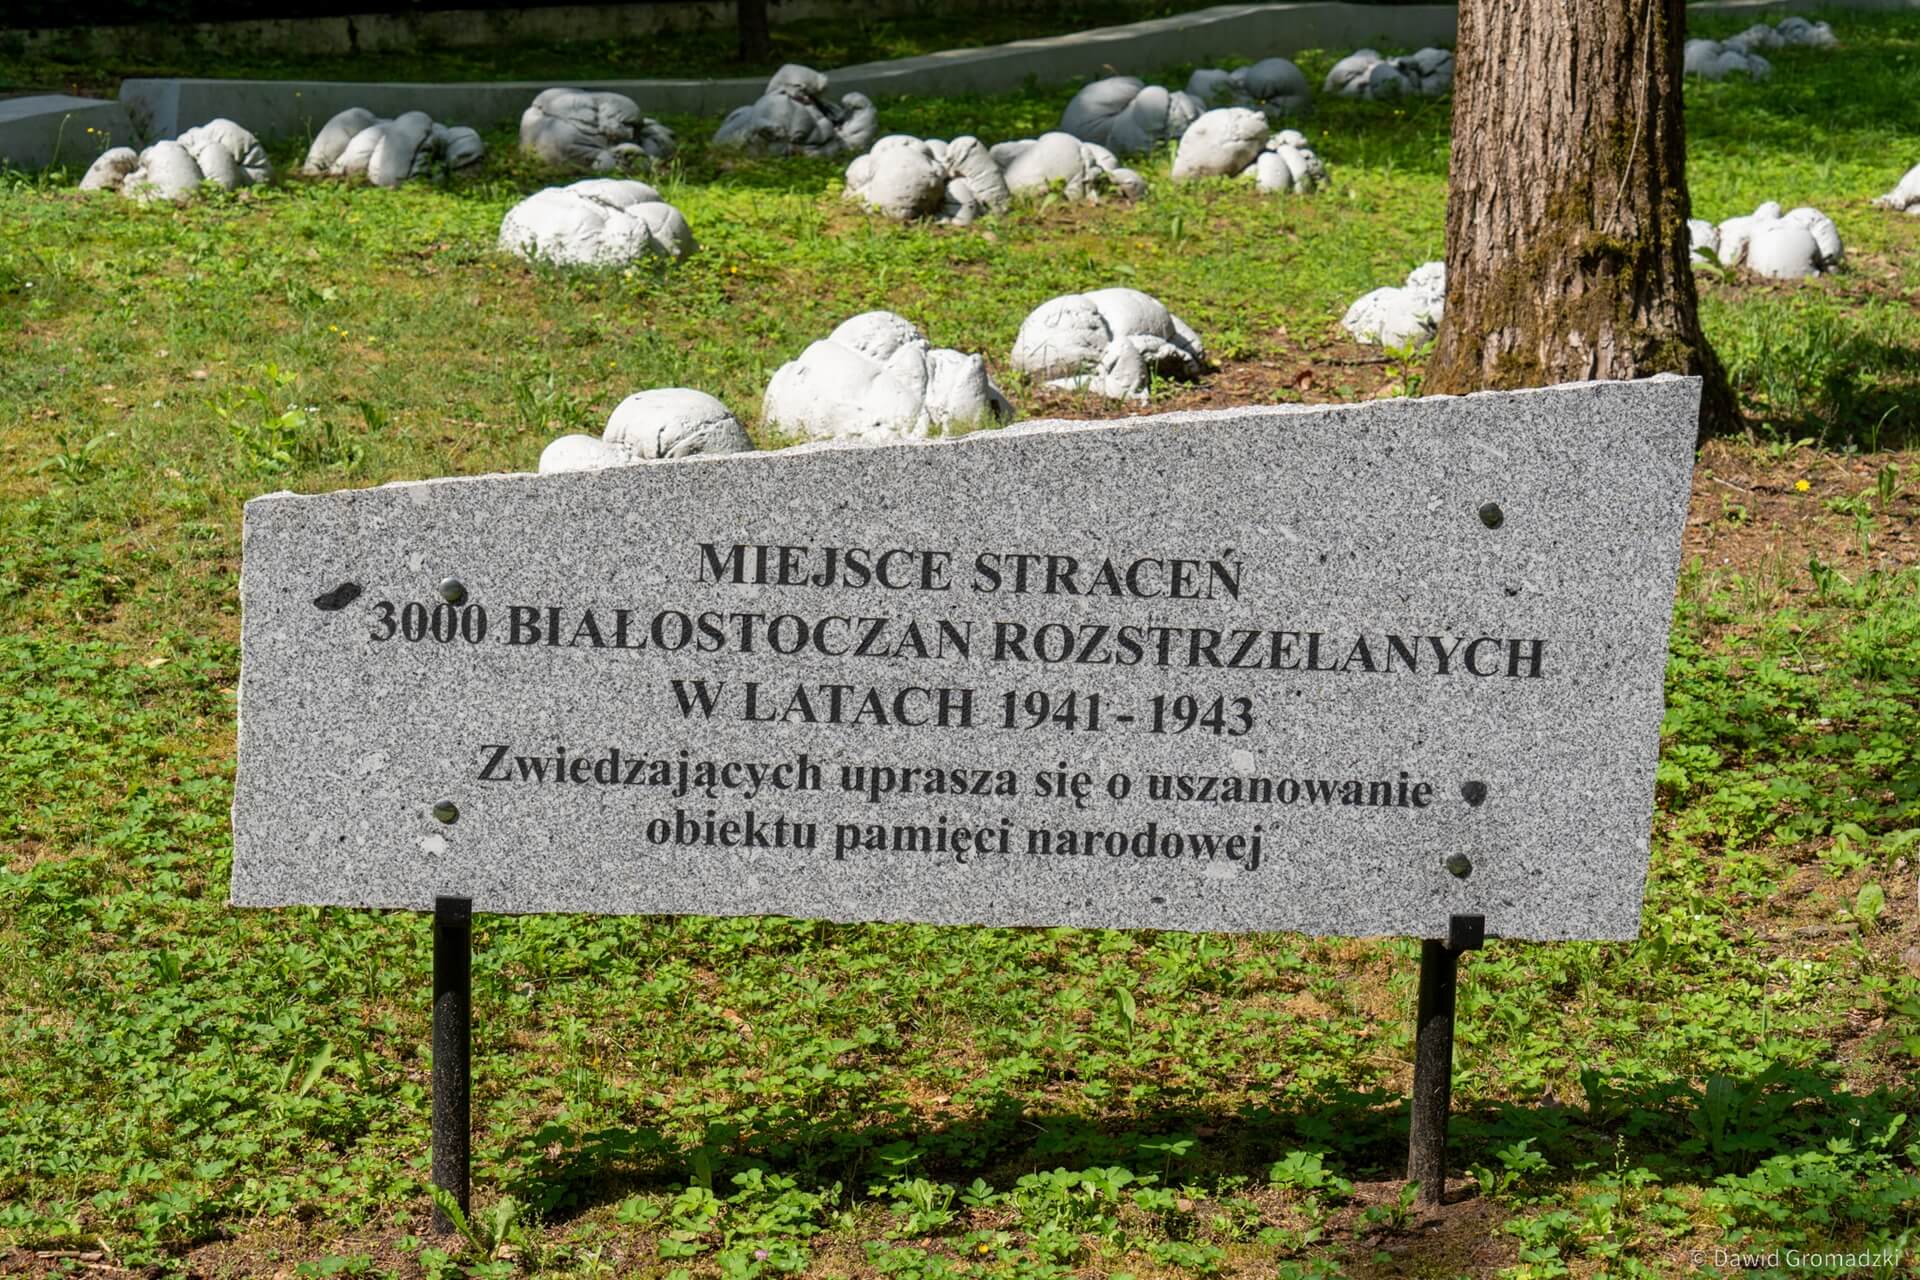 MIEJSCE STRACEŃ
3000 BIAŁOSTOCZAN ROZSTRZELANYCH
W LATACH 1941-1943
Zwiedzających uprasza się o uszanowanie
obiektu pamięci narodowej
© Dawid Gromadzki